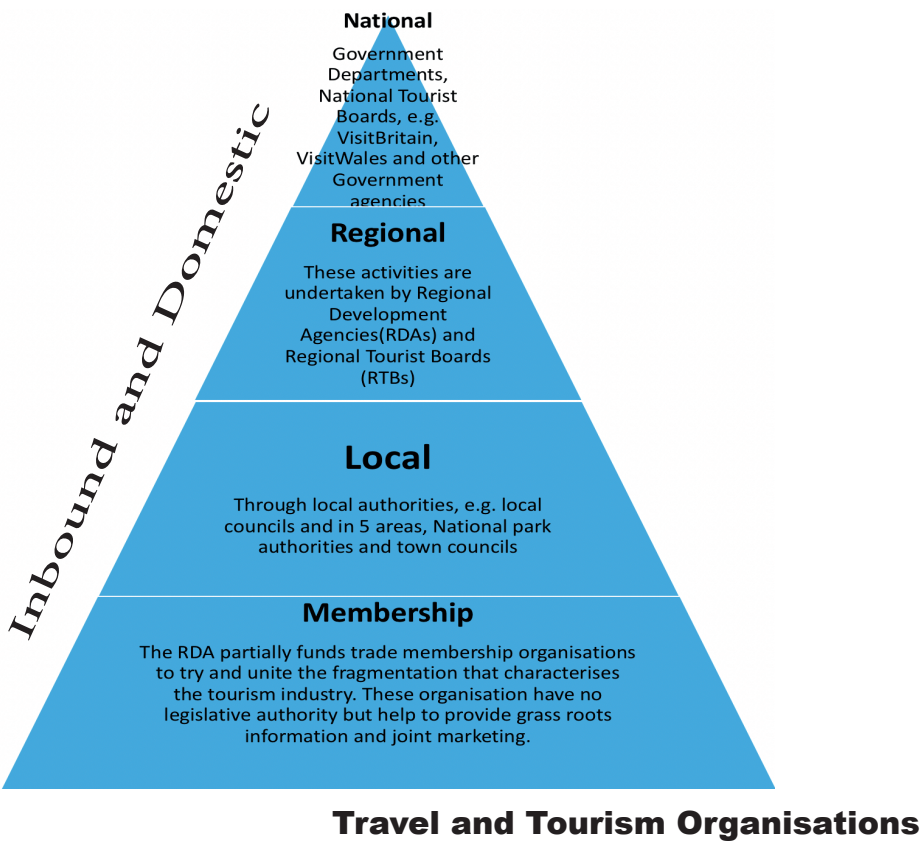 National
Government
Departments,
National Tourist
Boards, e.g.
VisitBritain,
VisitWales and other
Government
agencies
Inbound and Domestic
Regional
These activities are
undertaken by Regional
Development
Agencies(RDAs) and
Regional Tourist Boards
(RTBs)
Local
Through local authorities, e.g. local
councils and in 5 areas, National park
authorities and town councils
Membership
The RDA partially funds trade membership organisations
to try and unite the fragmentation that characterises
the tourism industry. These organisation have no
legislative authority but help to provide grass roots
information and joint marketing.
Travel and Tourism Organisations